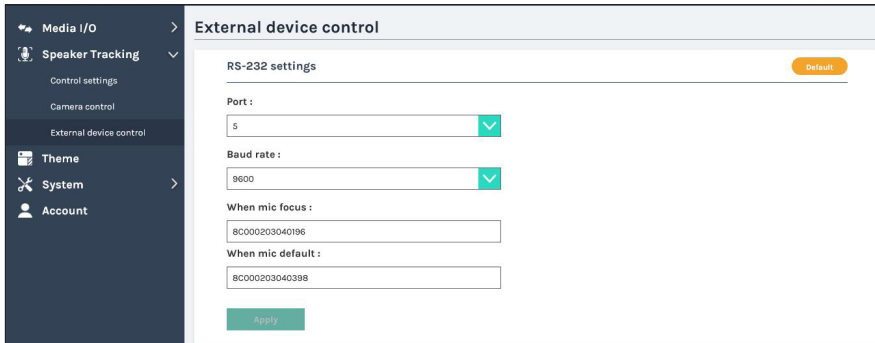 Media I/O
Speaker Tracking
Control settings
Camera control
External device control
Theme
System
Account
External device control
RS-232 settings
Default
Port :
5
Baud rate :
9600
When mic focus :
8C000203040196
When mic default :
8C000203040398
Apply